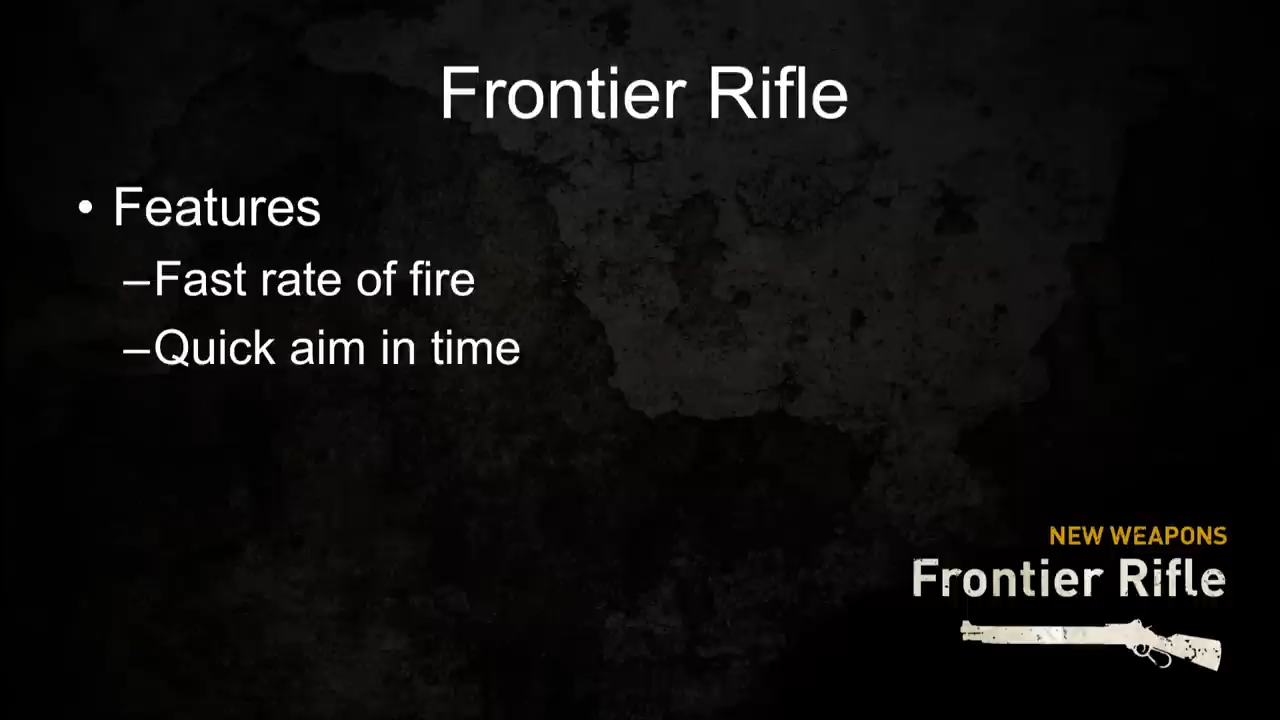 Frontier Rifle
• Features
–Fast rate of fire
–Quick aim in time
NEW WEAPONS
Frontier Rifle